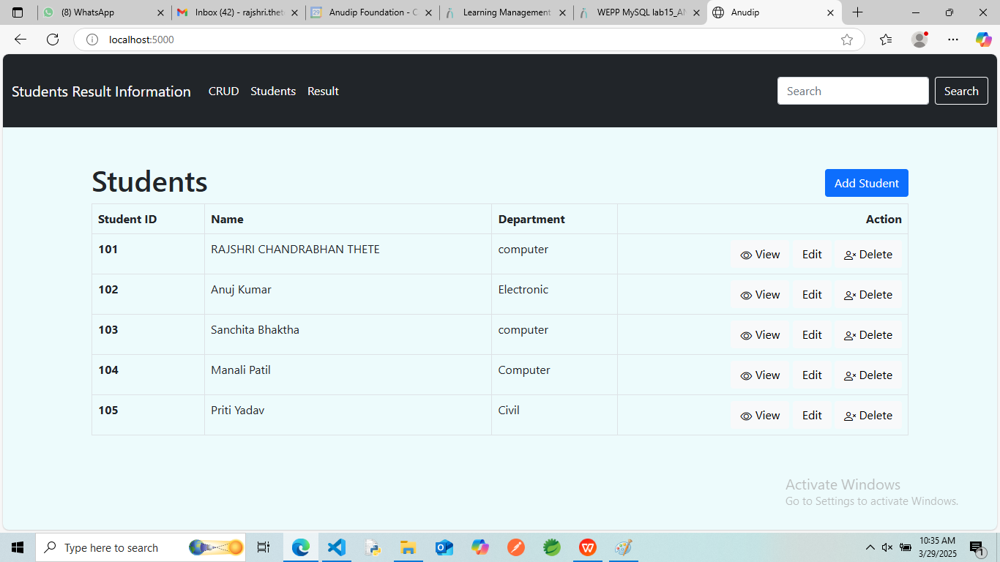 (8) WhatsApp
Inbox (42) - rajshri.thet
Anudip Foundation - C
Learning Management
WEPP MySQL lab15_AN
Anudip
localhost:5000
Students Result Information CRUD Students Result Search Search
Students Add Student
Student ID Name Department Action
101 RAJSHRI CHANDRABHAN THETE computer View Edit Delete
102 Anuj Kumar Electronic View Edit Delete
103 Sanchita Bhaktha computer View Edit Delete
104 Manali Patil Computer View Edit Delete
105 Priti Yadav Civil View Edit Delete
Activate Windows
Go to Settings to activate Windows.
Type here to search
10:35 AM
3/29/2025
1